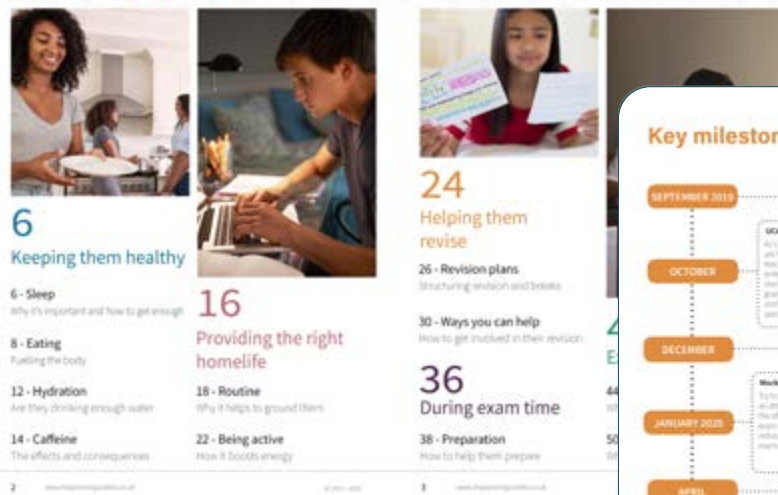 6
Keeping them healthy
6 - Sleep
Why it's important and how to get enough
8 - Eating
Fuelling the body
12 - Hydration
Are they drinking enough water
14 - Caffeine
The effects and consequences
2
16
Providing the right
homelife
18 - Routine
Why it helps to ground them
22 - Being active
How it boosts energy
24
Helping them
revise
26 - Revision plans
Structuring revision and breaks
30 - Ways you can help
How to get involved in their revision
36
During exam time
38 - Preparation
How to help them prepare
3
Key mileston
SEPTEMBER 2019
OCTOBER
DECEMBER
JANUARY 2020
APRIL